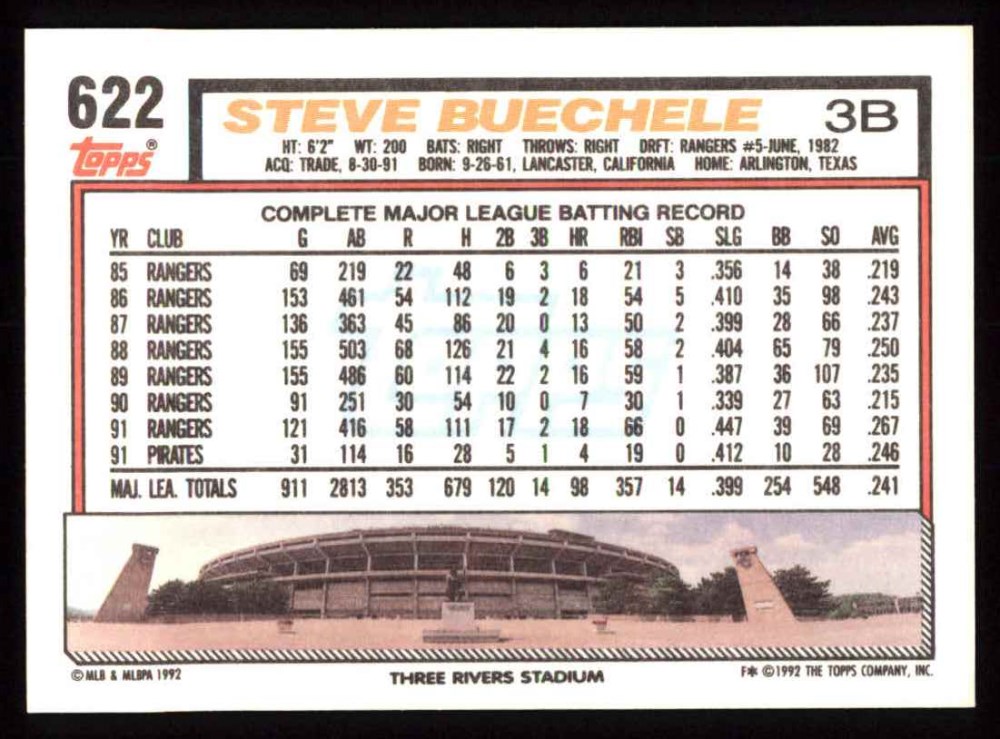 622
STEVE BUECHELE 3B
Topps®
HT: 6'2" WT: 200 BATS: RIGHT THROWS: RIGHT DRFT: RANGERS #5-JUNE, 1982
ACQ: TRADE, 8-30-91 BORN: 9-26-61, LANCASTER, CALIFORNIA HOME: ARLINGTON, TEXAS
COMPLETE MAJOR LEAGUE BATTING RECORD
YR CLUB G AB R H 2B 3B HR RBI SB SLG BB SO AVG
85 RANGERS 69 219 22 48 6 3 6 21 3 .356 14 38 .219
86 RANGERS 153 461 54 112 19 2 18 54 5 .410 35 98 .243
87 RANGERS 136 363 45 86 20 0 13 50 2 .399 28 66 .237
88 RANGERS 155 503 68 126 21 4 16 58 2 .404 65 79 .250
89 RANGERS 155 486 60 114 22 2 16 59 1 .387 36 107 .235
90 RANGERS 91 251 30 54 10 0 7 30 1 .339 27 63 .215
91 RANGERS 121 416 58 111 17 2 18 66 0 .447 39 69 .267
91 PIRATES 31 114 16 28 5 1 4 19 0 .412 10 28 .246
MAJ. LEA. TOTALS 911 2813 353 679 120 14 98 357 14 .399 254 548 .241
© MLB & MLBPA 1992 THREE RIVERS STADIUM F* © 1992 THE TOPPS COMPANY, INC.